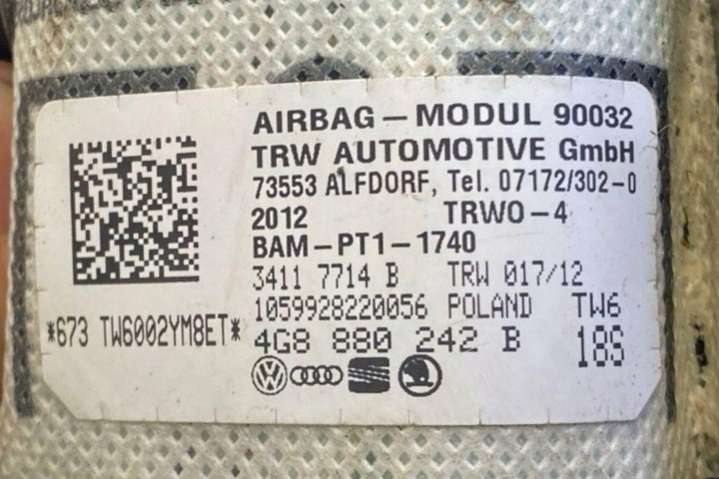 AIRBAG – MODUL 90032
TRW AUTOMOTIVE GmbH
73553 ALFDORF, Tel. 07172/302-0
2012 TRWO-4
BAM-PT1-1740
3411 7714 B TRW 017/12
1059928220056 POLAND TW6
*673 TW6002YM8ET* 4G8 880 242 B 18S